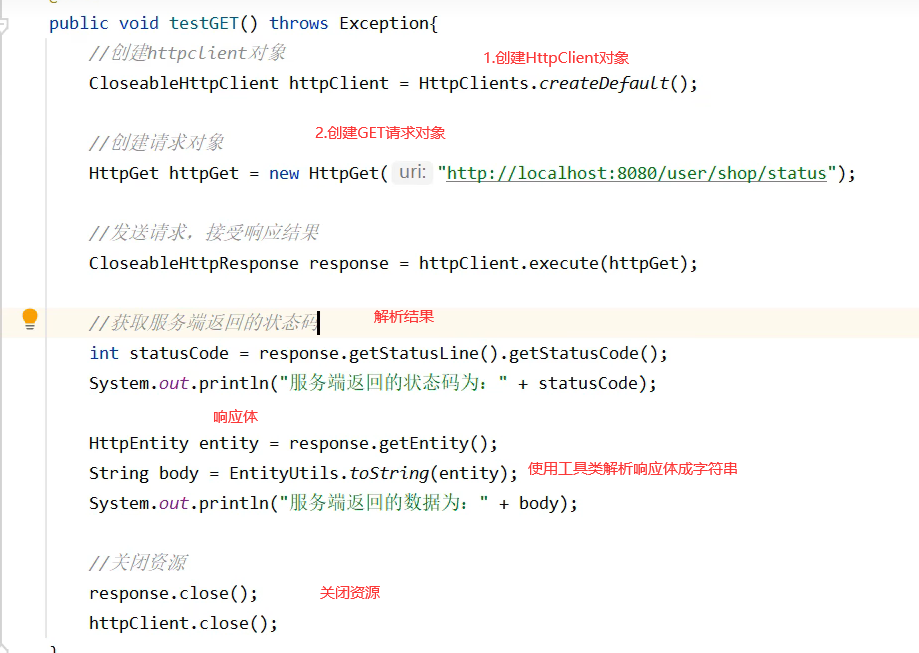 public void testGET() throws Exception{
//创建httpclient对象
1.创建HttpClient对象
CloseableHttpClient httpClient = HttpClients.createDefault();
//创建请求对象
2.创建GET请求对象
HttpGet httpGet = new HttpGet( uri: "http://localhost:8080/user/shop/status");
//发送请求，接受响应结果
CloseableHttpResponse response = httpClient.execute(httpGet);
//获取服务端返回的状态码
解析结果
int statusCode = response.getStatusLine().getStatusCode();
System.out.println("服务端返回的状态码为：" + statusCode);
响应体
HttpEntity entity = response.getEntity();
String body = EntityUtils.toString(entity);
使用工具类解析响应体成字符串
System.out.println("服务端返回的数据为：" + body);
//关闭资源
response.close();
关闭资源
httpClient.close();
}